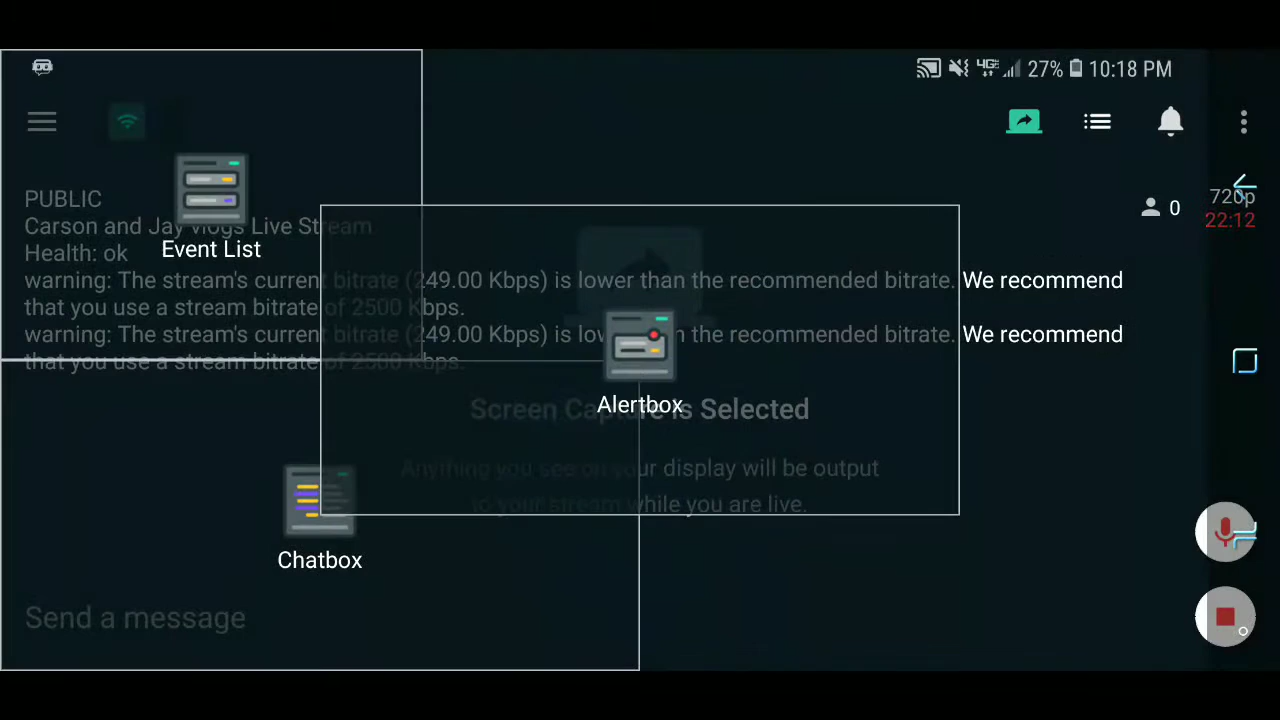 4GE 27% 10:18 PM
PUBLIC
Carson and Jay vlogs Live Stream
Health: ok
warning: The stream's current bitrate (249.00 Kbps) is lower than the recommended bitrate. We recommend
that you use a stream bitrate of 2500 Kbps.
warning: The stream's current bitrate (249.00 Kbps) is lower than the recommended bitrate. We recommend
that you use a stream bitrate of 2500 Kbps.
0
720p
22:12
Event List
Alertbox
Screen Capture is Selected
Anything you see on your display will be output
to your stream while you are live.
Chatbox
Send a message